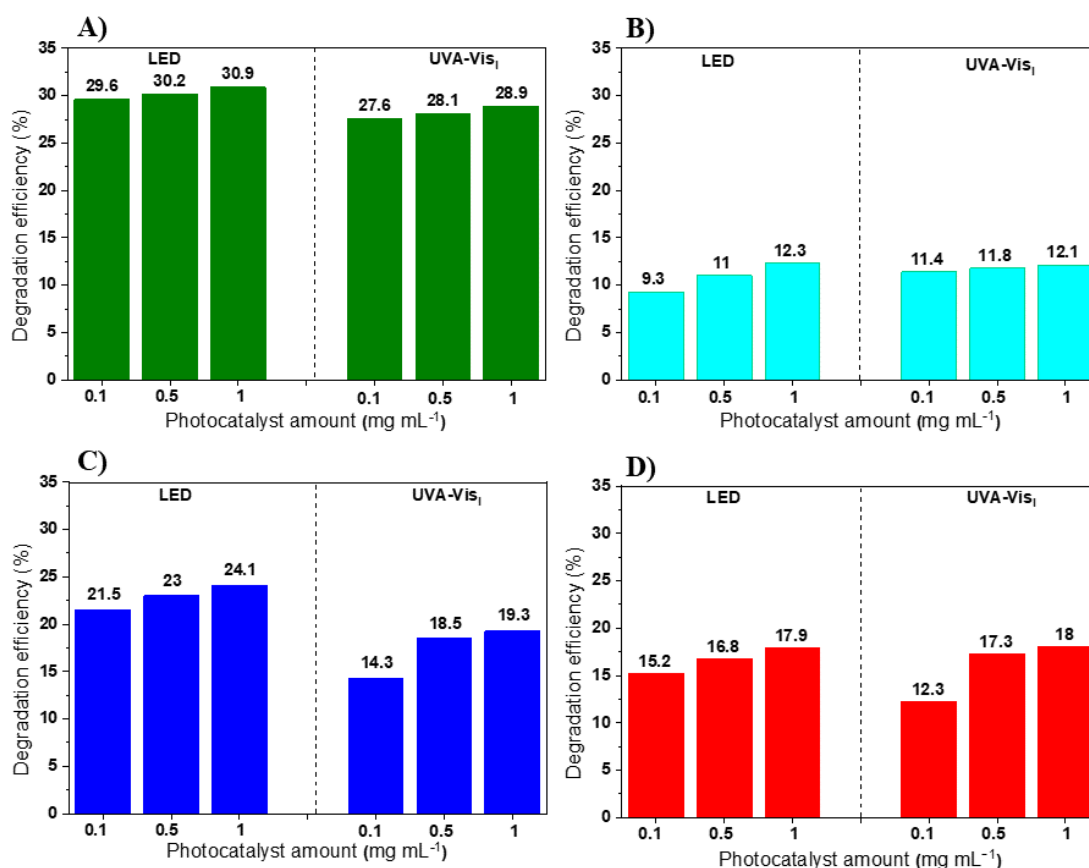 A)
LED UVA-Visı
Degradation efficiency (%)
35
30
25
20
15
10
5
0
29.6 30.2 30.9 27.6 28.1 28.9
0.1 0.5 1 0.1 0.5 1
Photocatalyst amount (mg mL⁻¹)
B)
LED UVA-Visı
Degradation efficiency (%)
35
30
25
20
15
10
5
0
9.3 11 12.3 11.4 11.8 12.1
0.1 0.5 1 0.1 0.5 1
Photocatalyst amount (mg mL⁻¹)
C)
LED UVA-Visı
Degradation efficiency (%)
35
30
25
20
15
10
5
0
21.5 23 24.1 14.3 18.5 19.3
0.1 0.5 1 0.1 0.5 1
Photocatalyst amount (mg mL⁻¹)
D)
LED UVA-Visı
Degradation efficiency (%)
35
30
25
20
15
10
5
0
15.2 16.8 17.9 12.3 17.3 18
0.1 0.5 1 0.1 0.5 1
Photocatalyst amount (mg mL⁻¹)